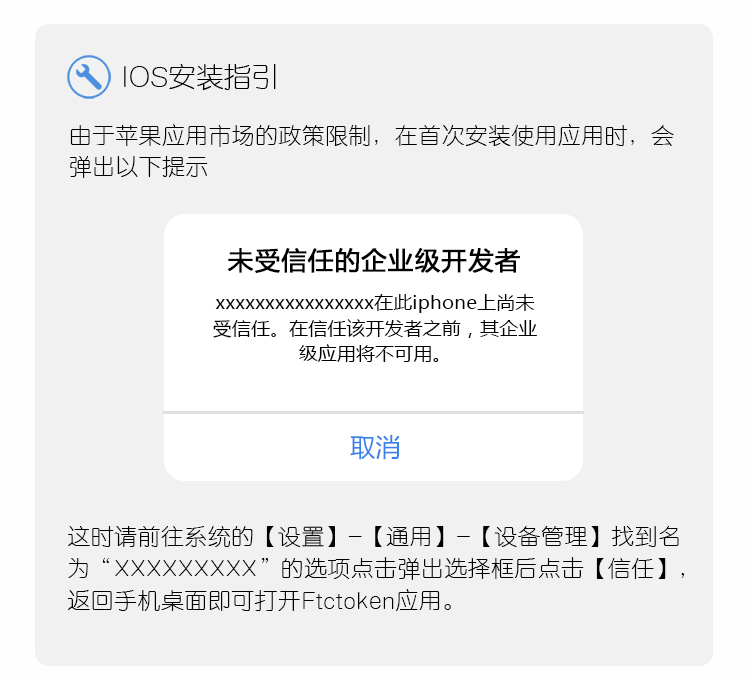 IOS安装指引
由于苹果应用市场的政策限制，在首次安装使用应用时，会
弹出以下提示
未受信任的企业级开发者
xxxxxxxxxxxxxxxx在此iphone上尚未
受信任。在信任该开发者之前，其企业
级应用将不可用。
取消
这时请前往系统的【设置】-【通用】-【设备管理】找到名
为“XXXXXXXXX”的选项点击弹出选择框后点击【信任】,
返回手机桌面即可打开Ftctoken应用。